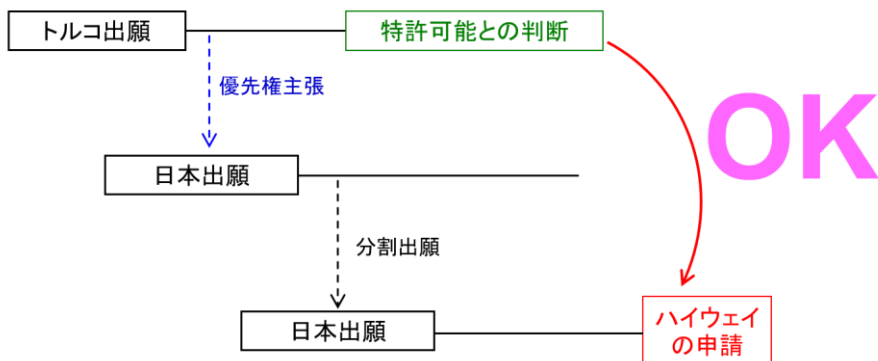 トルコ出願
特許可能との判断
優先権主張
OK
日本出願
分割出願
日本出願
ハイウェイ
の申請